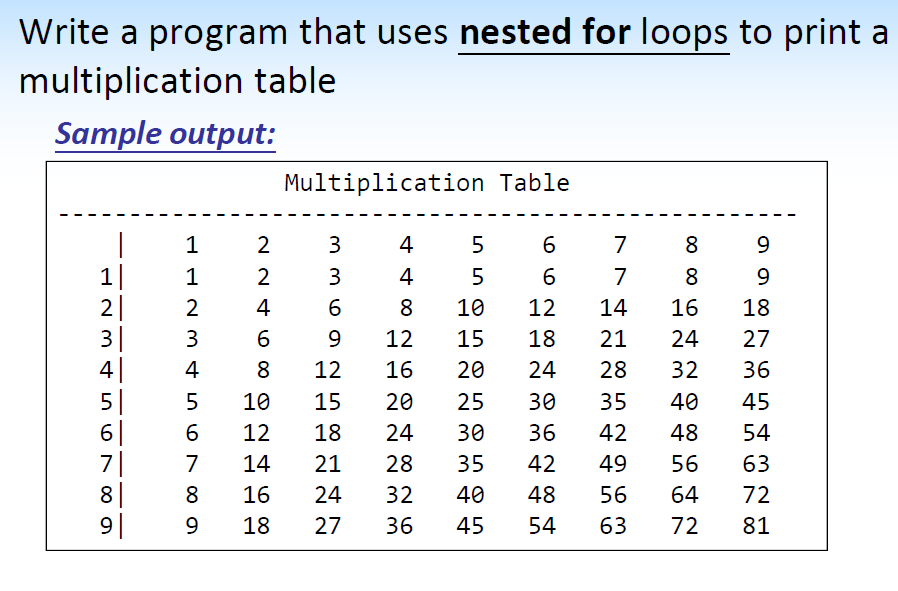 Write a program that uses nested for loops to print a
multiplication table
Sample output:
Multiplication Table
----------------------------------------------------
| 1 2 3 4 5 6 7 8 9
1| 1 2 3 4 5 6 7 8 9
2| 2 4 6 8 10 12 14 16 18
3| 3 6 9 12 15 18 21 24 27
4| 4 8 12 16 20 24 28 32 36
5| 5 10 15 20 25 30 35 40 45
6| 6 12 18 24 30 36 42 48 54
7| 7 14 21 28 35 42 49 56 63
8| 8 16 24 32 40 48 56 64 72
9| 9 18 27 36 45 54 63 72 81